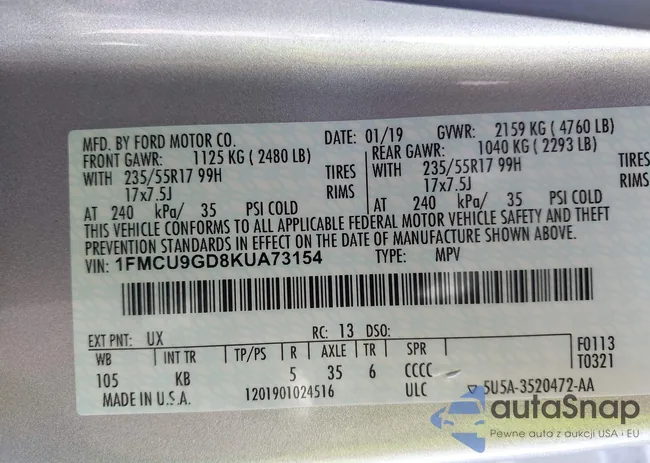 MFD. BY FORD MOTOR CO. DATE: 01/19 GVWR: 2159 KG ( 4760 LB)
FRONT GAWR: 1125 KG ( 2480 LB) REAR GAWR: 1040 KG ( 2293 LB)
WITH 235/55R17 99H TIRES WITH 235/55R17 99H TIRES
17x7.5J RIMS 17x7.5J RIMS
AT 240 kPa/ 35 PSI COLD AT 240 kPa/ 35 PSI COLD
THIS VEHICLE CONFORMS TO ALL APPLICABLE FEDERAL MOTOR VEHICLE SAFETY AND THEFT
PREVENTION STANDARDS IN EFFECT ON THE DATE OF MANUFACTURE SHOWN ABOVE.
VIN: 1FMCU9GD8KUA73154 TYPE: MPV
EXT PNT: UX RC: 13 DSO: F0113
WB INT TR TP/PS R AXLE TR SPR T0321
105 KB 5 35 6 CCCC
MADE IN U.S.A. 1201901024516 ULC ▽ 5U5A-3520472-AA
autaSnap
Pewne auta z aukcji USA i EU